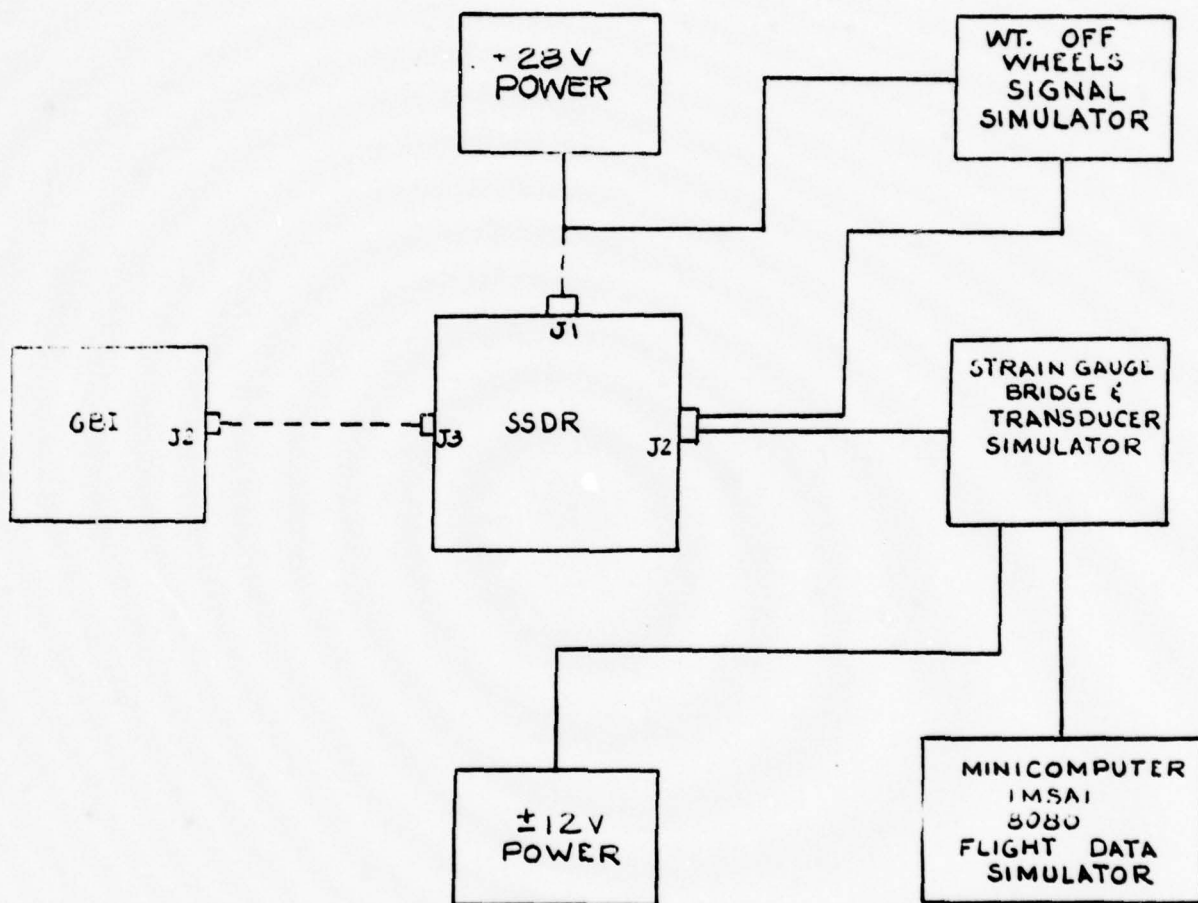 +28V
POWER
WT. OFF
WHEELS
SIGNAL
SIMULATOR
J1
GBI
J2
J3
SSDR
J2
STRAIN GAUGE
BRIDGE &
TRANSDUCER
SIMULATOR
±12V
POWER
MINICOMPUTER
IMSAI
8080
FLIGHT DATA
SIMULATOR